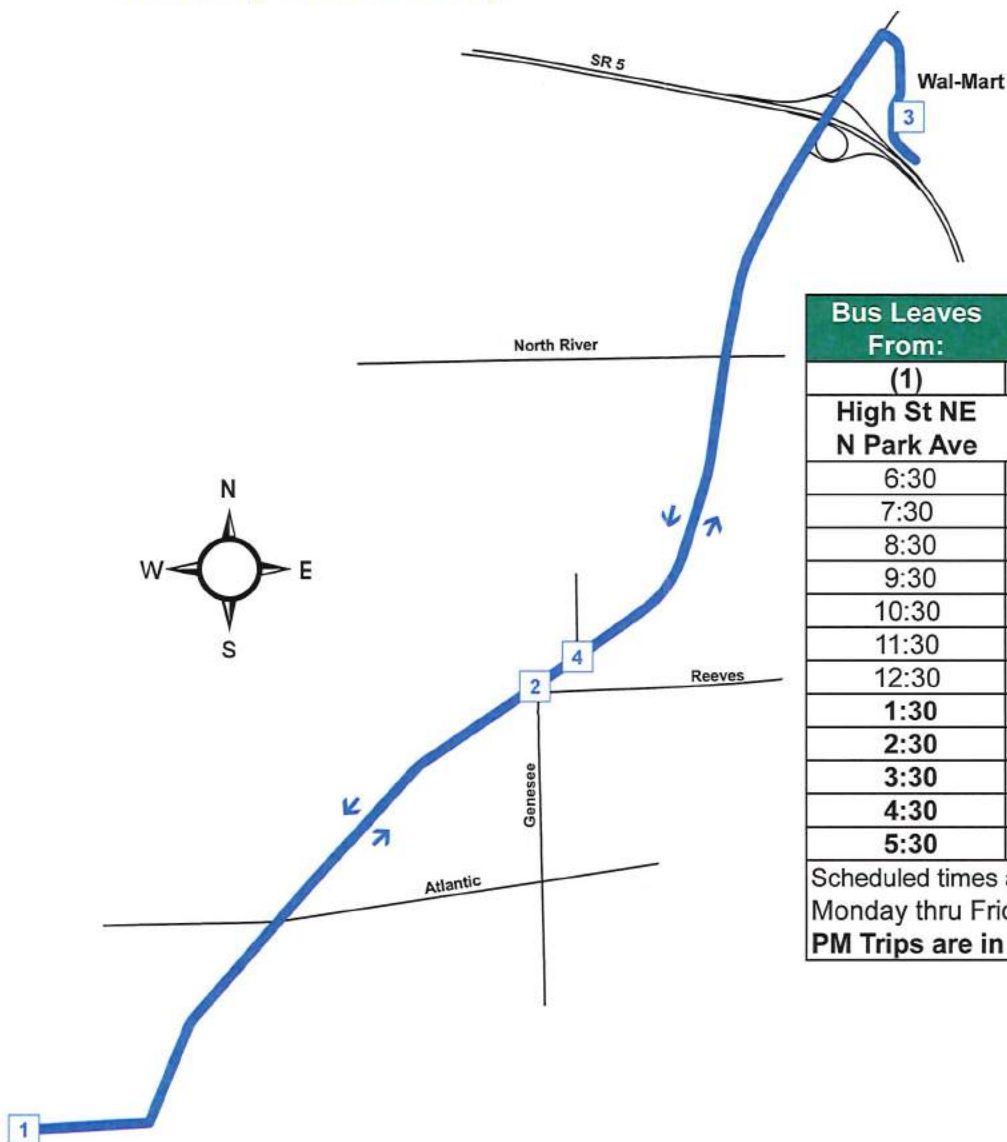 SR 5
Wal-Mart
3
North River
N
W
E
S
4
2
Reeves
Genesee
Atlantic
1
Bus Leaves
From:
(1)
High St NE
N Park Ave
6:30
7:30
8:30
9:30
10:30
11:30
12:30
1:30
2:30
3:30
4:30
5:30
Scheduled times
Monday thru
PM Trips are in